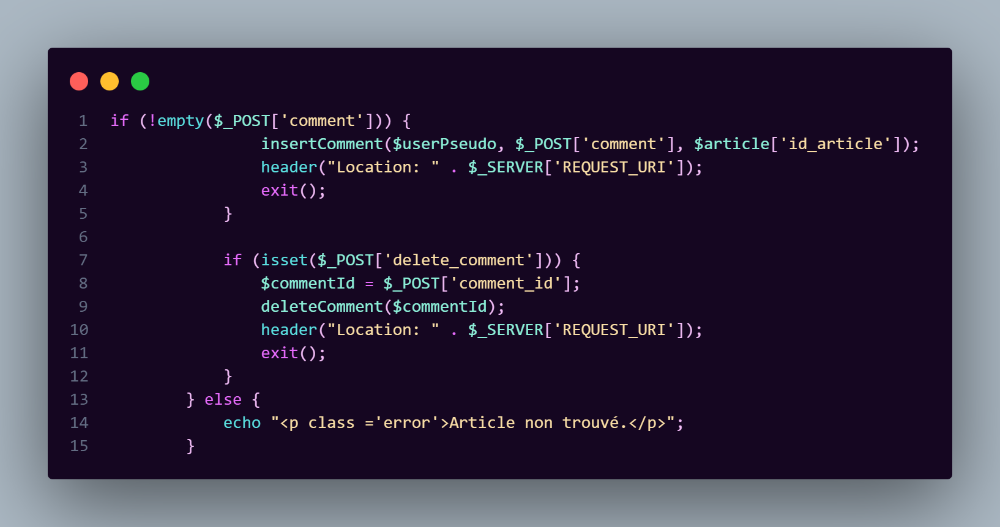 1 if (!empty($_POST['comment'])) {
2 insertComment($userPseudo, $_POST['comment'], $article['id_article']);
3 header("Location: " . $_SERVER['REQUEST_URI']);
4 exit();
5 }
6
7 if (isset($_POST['delete_comment'])) {
8 $commentId = $_POST['comment_id'];
9 deleteComment($commentId);
10 header("Location: " . $_SERVER['REQUEST_URI']);
11 exit();
12 }
13 } else {
14 echo "<p class ='error'>Article non trouvé.</p>";
15 }